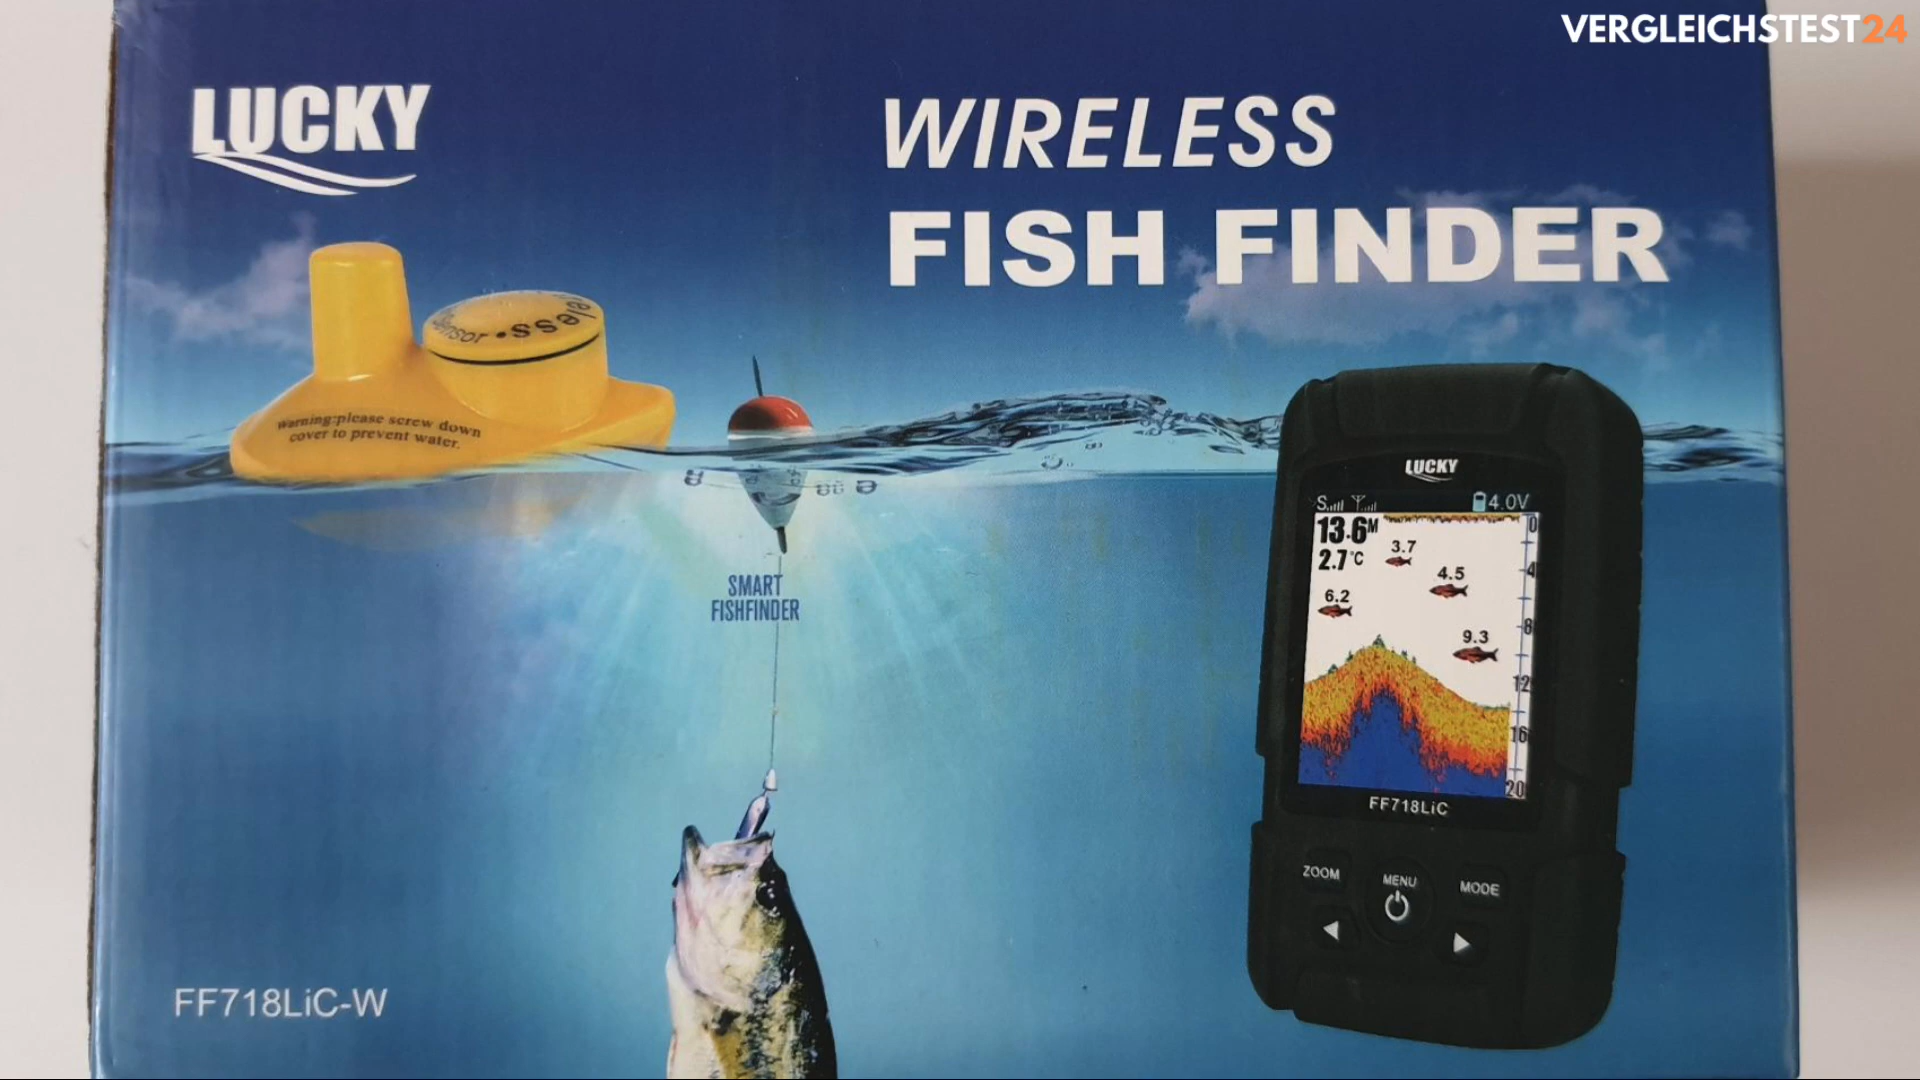 VERGLEICHSTEST24
LUCKY
WIRELESS
FISH FINDER
Warning:please screw down
cover to prevent water.
SMART
FISHFINDER
LUCKY
S
4.0V
13.6M
2.7°C
3.7
4.5
6.2
9.3
0
4
8
12
16
20
FF718LiC
ZOOM
MENU
MODE
FF718LiC-W